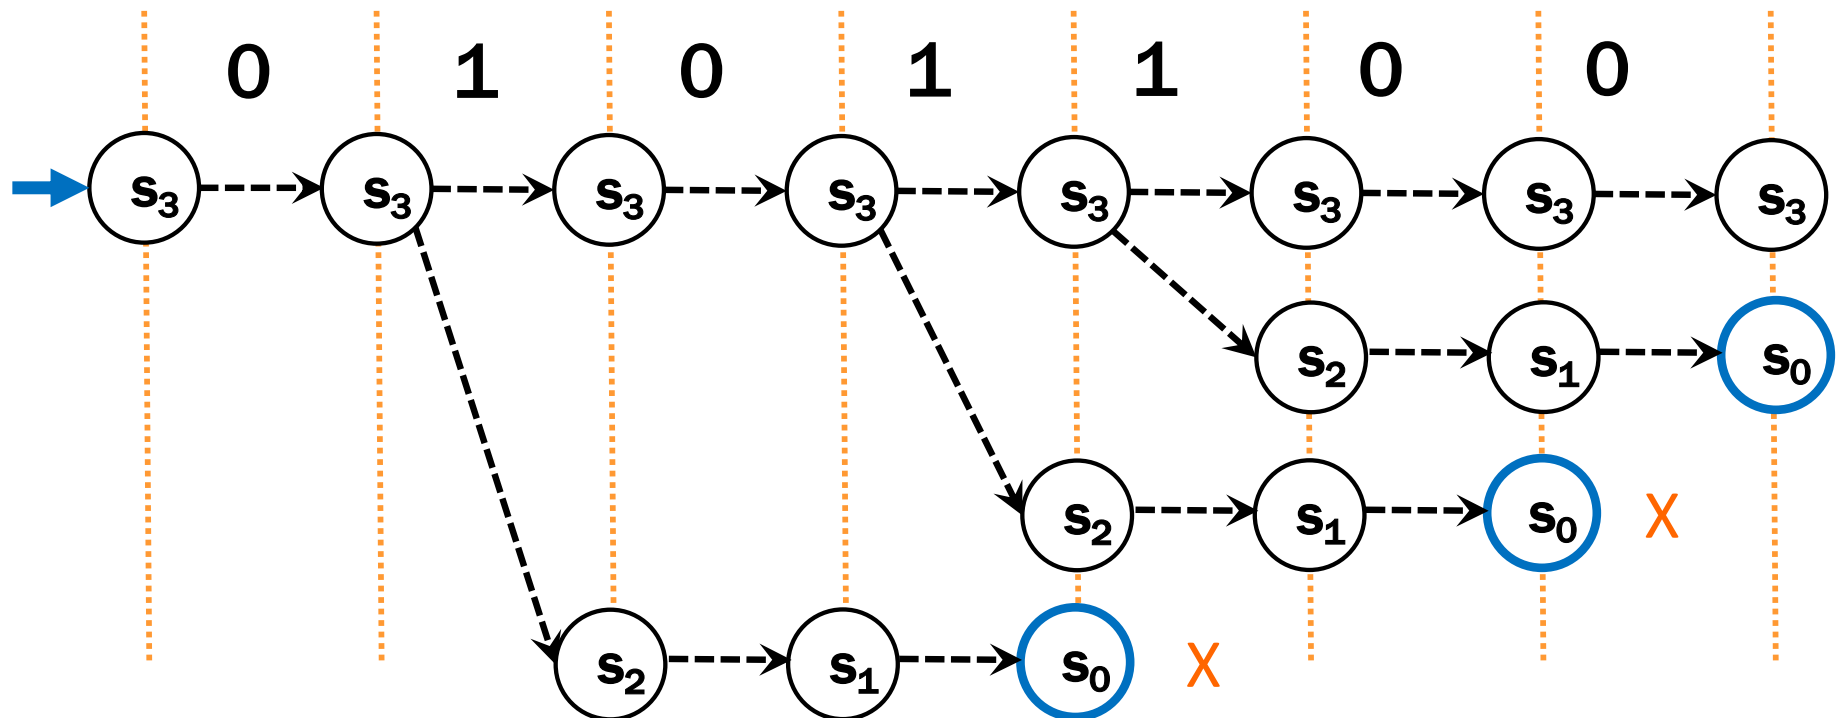 0 1 0 1 1 0 0
s₃ s₃ s₃ s₃ s₃ s₃ s₃ s₃
s₂ s₁ s₀
s₂ s₁ s₀ X
s₂ s₁ s₀ X